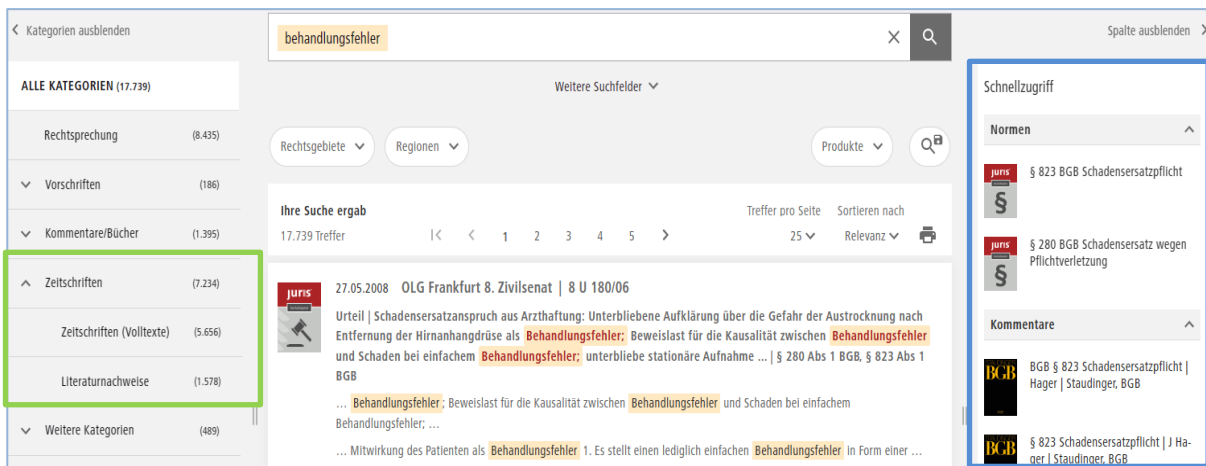 Kategorien ausblenden
behandlungsfehler
Spalte ausblenden
ALLE KATEGORIEN (17.739)
Weitere Suchfelder
Schnellzugriff
Rechtsprechung (8.435)
Rechtsgebiete
Regionen
Produkte
Normen
Vorschriften (186)
juris
§
§ 823 BGB Schadensersatzpflicht
Kommentare/Bücher (1.395)
Ihre Suche ergab
Treffer pro Seite
Sortieren nach
17.739 Treffer
1 2 3 4 5
25
Relevanz
juris
§
§ 280 BGB Schadensersatz wegen
Pflichtverletzung
Zeitschriften (7.234)
Zeitschriften (Volltexte) (5.656)
Literaturnachweise (1.578)
Weitere Kategorien (489)
juris
27.05.2008 OLG Frankfurt 8. Zivilsenat | 8 U 180/06
Urteil | Schadensersatzanspruch aus Arzthaftung: Unterbliebene Aufklärung über die Gefahr der Austrocknung nach
Entfernung der Hirnanhangdrüse als Behandlungsfehler; Beweislast für die Kausalität zwischen Behandlungsfehler
und Schaden bei einfachem Behandlungsfehler; unterbliebe stationäre Aufnahme ... | § 280 Abs 1 BGB, § 823 Abs 1
BGB
... Behandlungsfehler; Beweislast für die Kausalität zwischen Behandlungsfehler und Schaden bei einfachem
Behandlungsfehler; ...
... Mitwirkung des Patienten als Behandlungsfehler 1. Es stellt einen lediglich einfachen Behandlungsfehler in Form einer ...
Kommentare
BGB
BGB § 823 Schadensersatzpflicht |
Hager | Staudinger, BGB
BGB
§ 823 Schadensersatzpflicht | J Ha-
ger | Staudinger, BGB